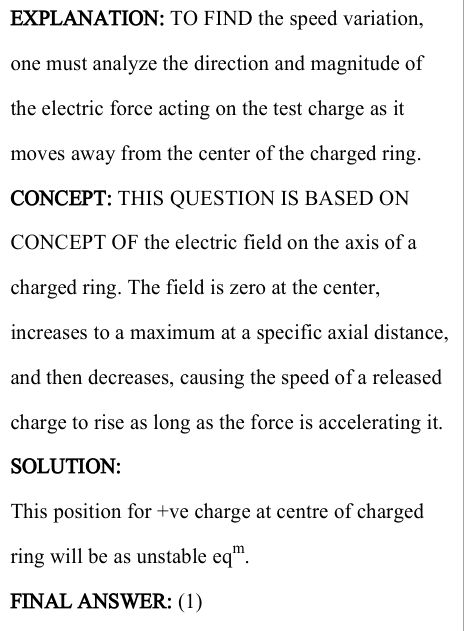 EXPLANATION: TO FIND the speed variation,
one must analyze the direction and magnitude of
the electric force acting on the test charge as it
moves away from the center of the charged ring.
CONCEPT: THIS QUESTION IS BASED ON
CONCEPT OF the electric field on the axis of a
charged ring. The field is zero at the center,
increases to a maximum at a specific axial distance,
and then decreases, causing the speed of a released
charge to rise as long as the force is accelerating it.
SOLUTION:
This position for +ve charge at centre of charged
ring will be as unstable eqᵐ.
FINAL ANSWER: (1)